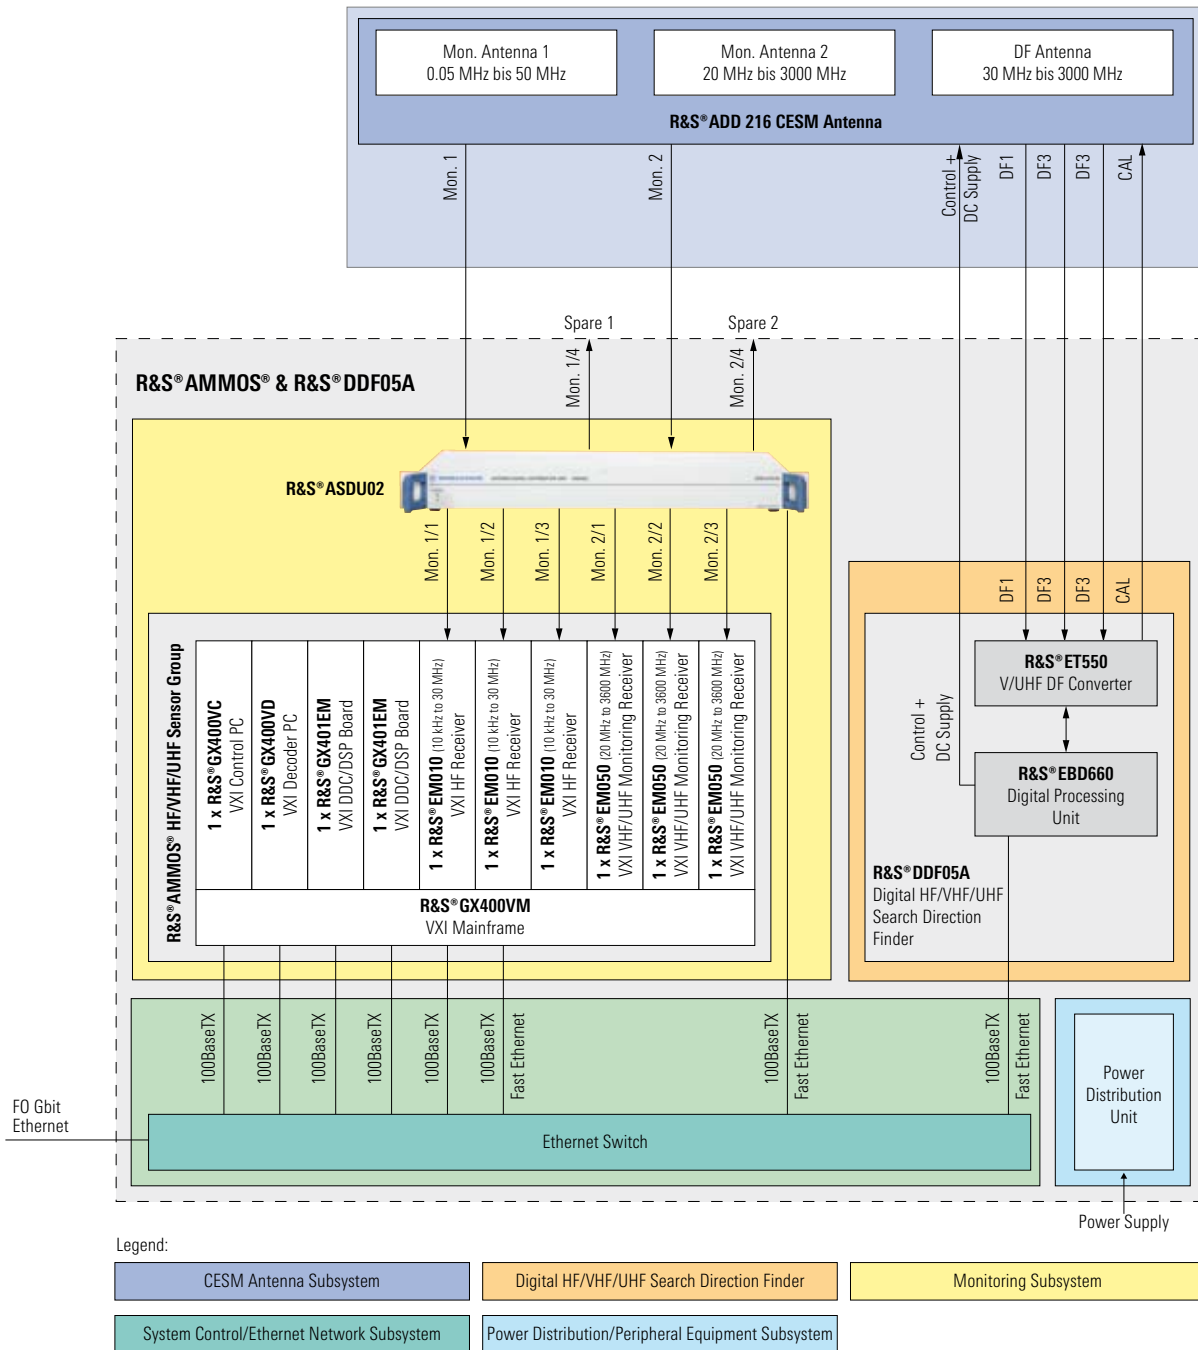 Mon. Antenna 1
0.05 MHz bis 50 MHz
Mon. Antenna 2
20 MHz bis 3000 MHz
DF Antenna
30 MHz bis 3000 MHz
R&S®ADD 216 CESM Antenna
Mon. 1
Mon. 2
Control +
DC Supply
DF1
DF3
DF3
CAL
Spare 1
Spare 2
Mon. 1/4
Mon. 2/4
R&S®AMMOS® & R&S®DDF05A
R&S®ASDU02
Mon. 1/1
Mon. 1/2
Mon. 1/3
Mon. 2/1
Mon. 2/2
Mon. 2/3
DF1
DF3
DF3
CAL
R&S®AMMOS® HF/VHF/UHF Sensor Group
1 x R&S®GX400VC
VXI Control PC
1 x R&S®GX400VD
VXI Decoder PC
1 x R&S®GX401EM
VXI DDC/DSP Board
1 x R&S®GX401EM
VXI DDC/DSP Board
1 x R&S®EM010 (10 kHz to 30 MHz)
VXI HF Receiver
1 x R&S®EM010 (10 kHz to 30 MHz)
VXI HF Receiver
1 x R&S®EM010 (10 kHz to 30 MHz)
VXI HF Receiver
1 x R&S®EM050 (20 MHz to 3600 MHz)
VXI VHF/UHF Monitoring Receiver
1 x R&S®EM050 (20 MHz to 3600 MHz)
VXI VHF/UHF Monitoring Receiver
1 x R&S®EM050 (20 MHz to 3600 MHz)
VXI VHF/UHF Monitoring Receiver
R&S®GX400VM
VXI Mainframe
Control +
DC Supply
R&S®ET550
V/UHF DF Converter
R&S®EBD660
Digital Processing
Unit
R&S®DDF05A
Digital HF/VHF/UHF
Search Direction
Finder
100BaseTX
100BaseTX
100BaseTX
100BaseTX
100BaseTX
100BaseTX
Fast Ethernet
100BaseTX
Fast Ethernet
100BaseTX
Fast Ethernet
FO Gbit
Ethernet
Ethernet Switch
Power
Distribution
Unit
Power Supply
Legend:
CESM Antenna Subsystem
Digital HF/VHF/UHF Search Direction Finder
Monitoring Subsystem
System Control/Ethernet Network Subsystem
Power Distribution/Peripheral Equipment Subsystem